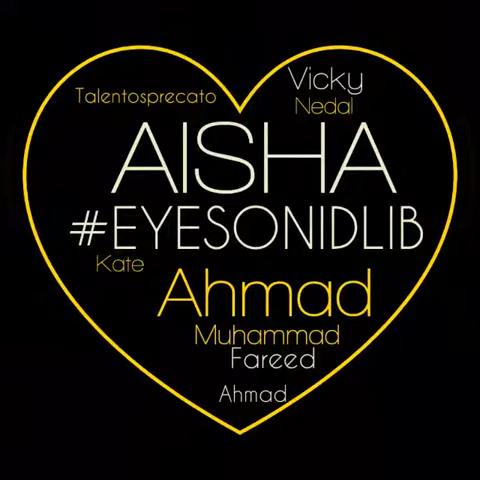 Vicky
Talentosprecato
Nedal
AISHA
#EYESONIDLIB
Kate
Ahmad
Muhammad
Fareed
Ahmad